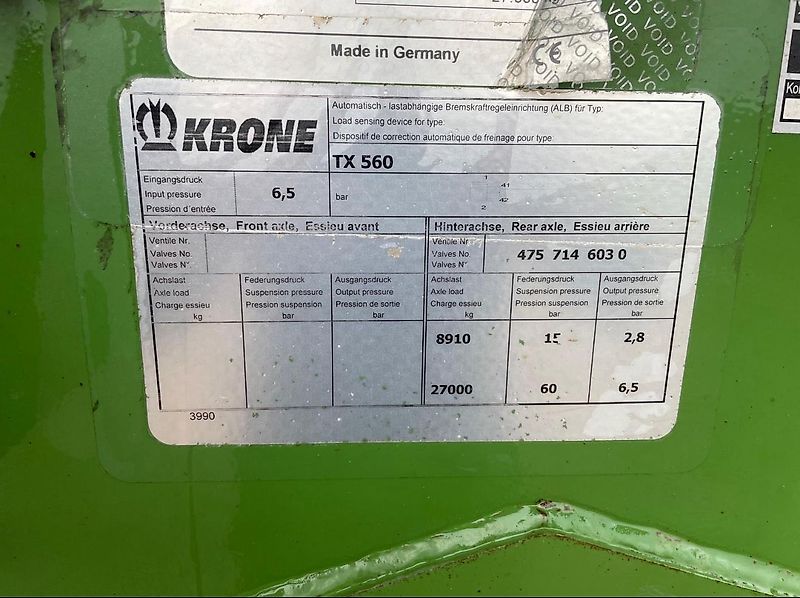 Made in Germany
CE
VOID VOID VOID
KRONE
Automatisch - lastabhängige Bremskraftregeleinrichtung (ALB) für Typ:
Load sensing device for type:
Dispositif de correction automatique de freinage pour type
TX 560
Eingangsdruck
Input pressure
Pression d´entrée
6,5
bar
1
41
42
2
Vorderachse, Front axle, Essieu avant
Hinterachse, Rear axle, Essieu arrière
Ventile Nr
Valves No.
Valves N°.
Ventile Nr.
Valves No.
Valves N°.
475 714 603 0
Achslast
Axle load
Charge essieu
kg
Federungsdruck
Suspension pressure
Pression suspension
bar
Ausgangsdruck
Output pressure
Pression de sortie
bar
Achslast
Axle load
Charge essieu
kg
Federungsdruck
Suspension pressure
Pression suspension
bar
Ausgangsdruck
Output pressure
Pression de sortie
bar
8910 15 2,8
27000 60 6,5
3990